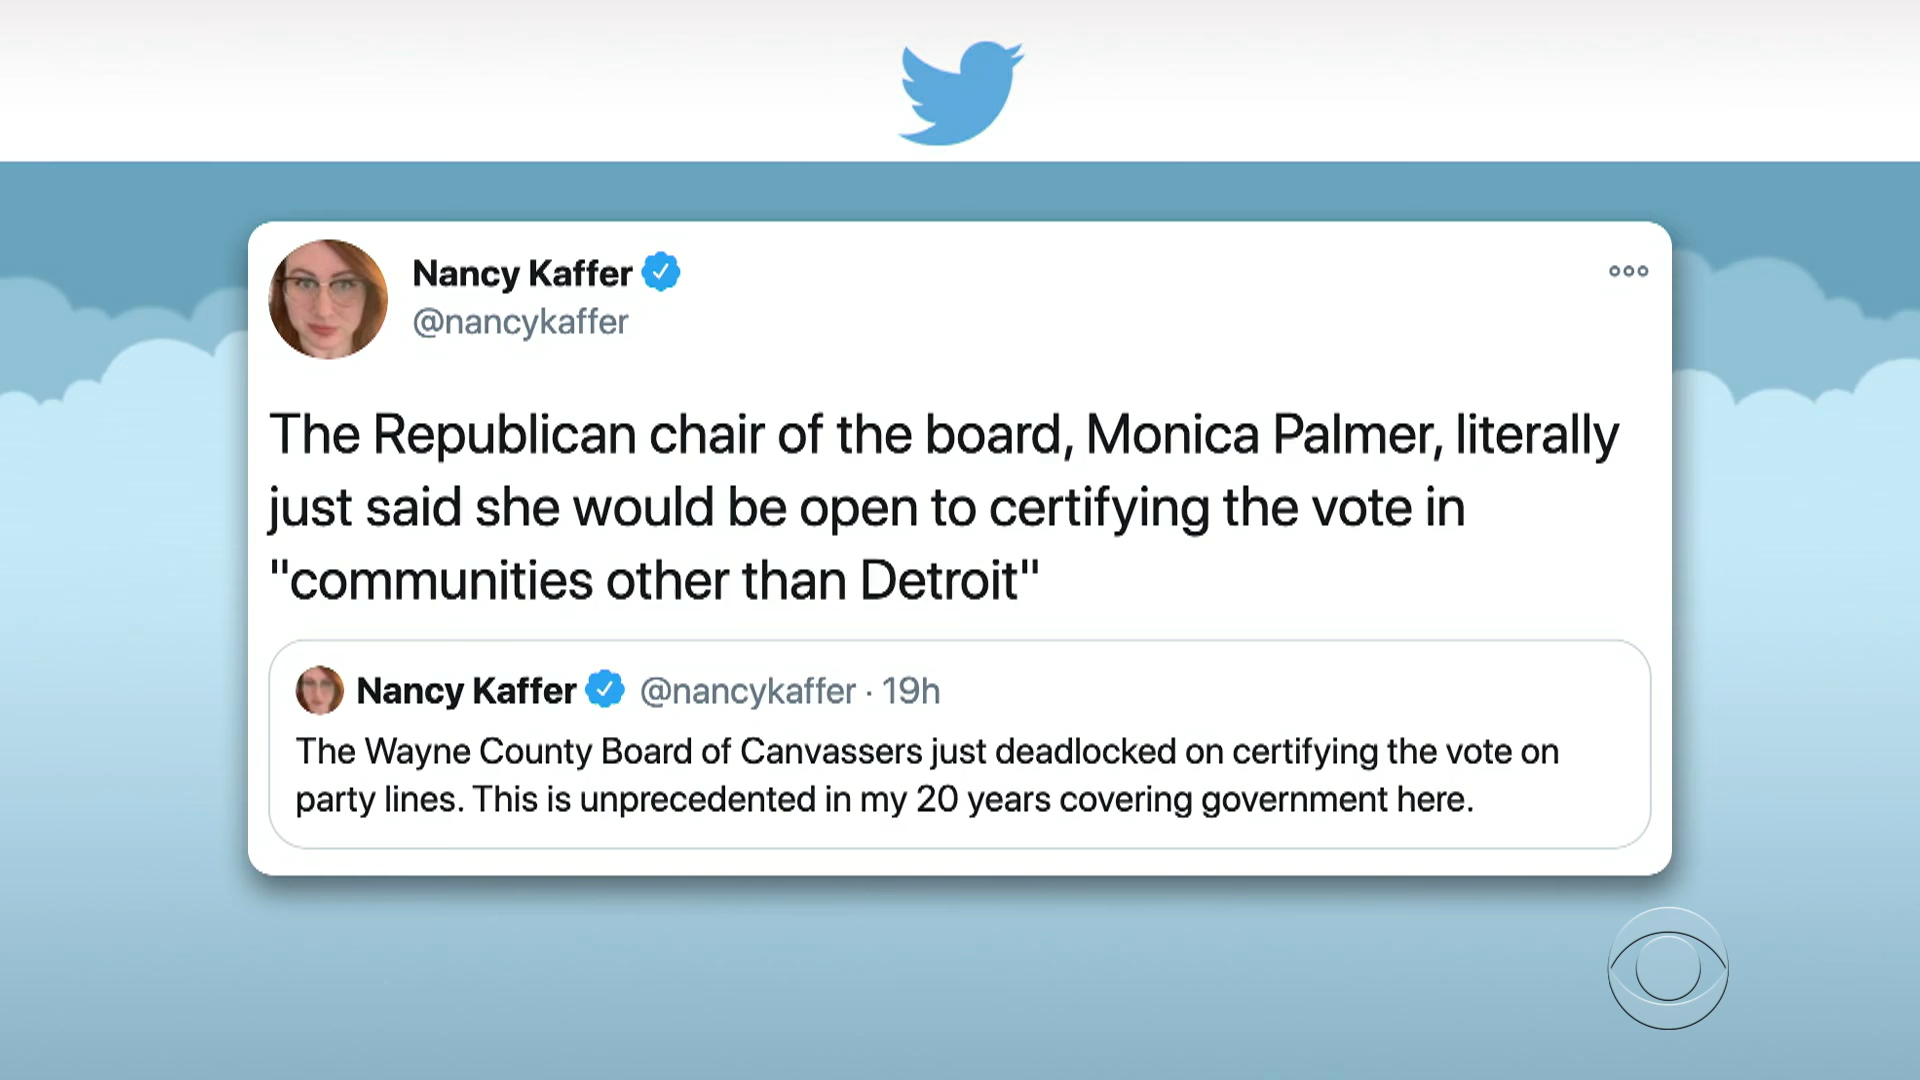 Nancy Kaffer
@nancykaffer
The Republican chair of the board, Monica Palmer, literally
just said she would be open to certifying the vote in
"communities other than Detroit"
Nancy Kaffer @nancykaffer · 19h
The Wayne County Board of Canvassers just deadlocked on certifying the vote on
party lines. This is unprecedented in my 20 years covering government here.